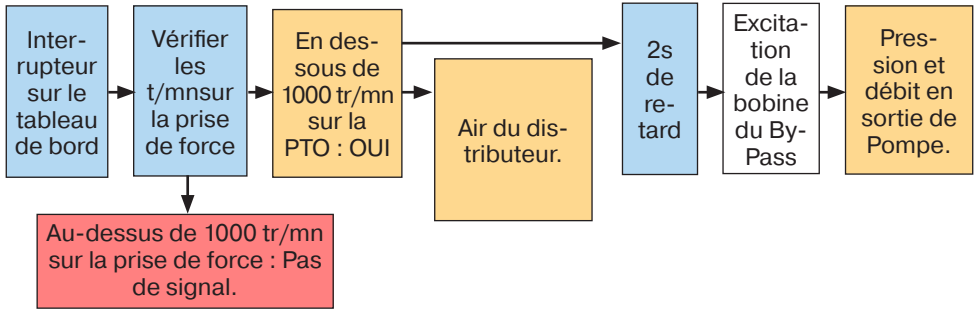 Inter-
rupteur
sur le
tableau
de bord
Vérifier
les
t/mnsur
la prise
de force
En des-
sous de
1000 tr/mn
sur la
PTO : OUI
Air du dis-
tributeur.
2s
de
re-
tard
Excita-
tion
de la
bobine
du By-
Pass
Pres-
sion et
débit en
sortie de
Pompe.
Au-dessus de 1000 tr/mn
sur la prise de force : Pas
de signal.